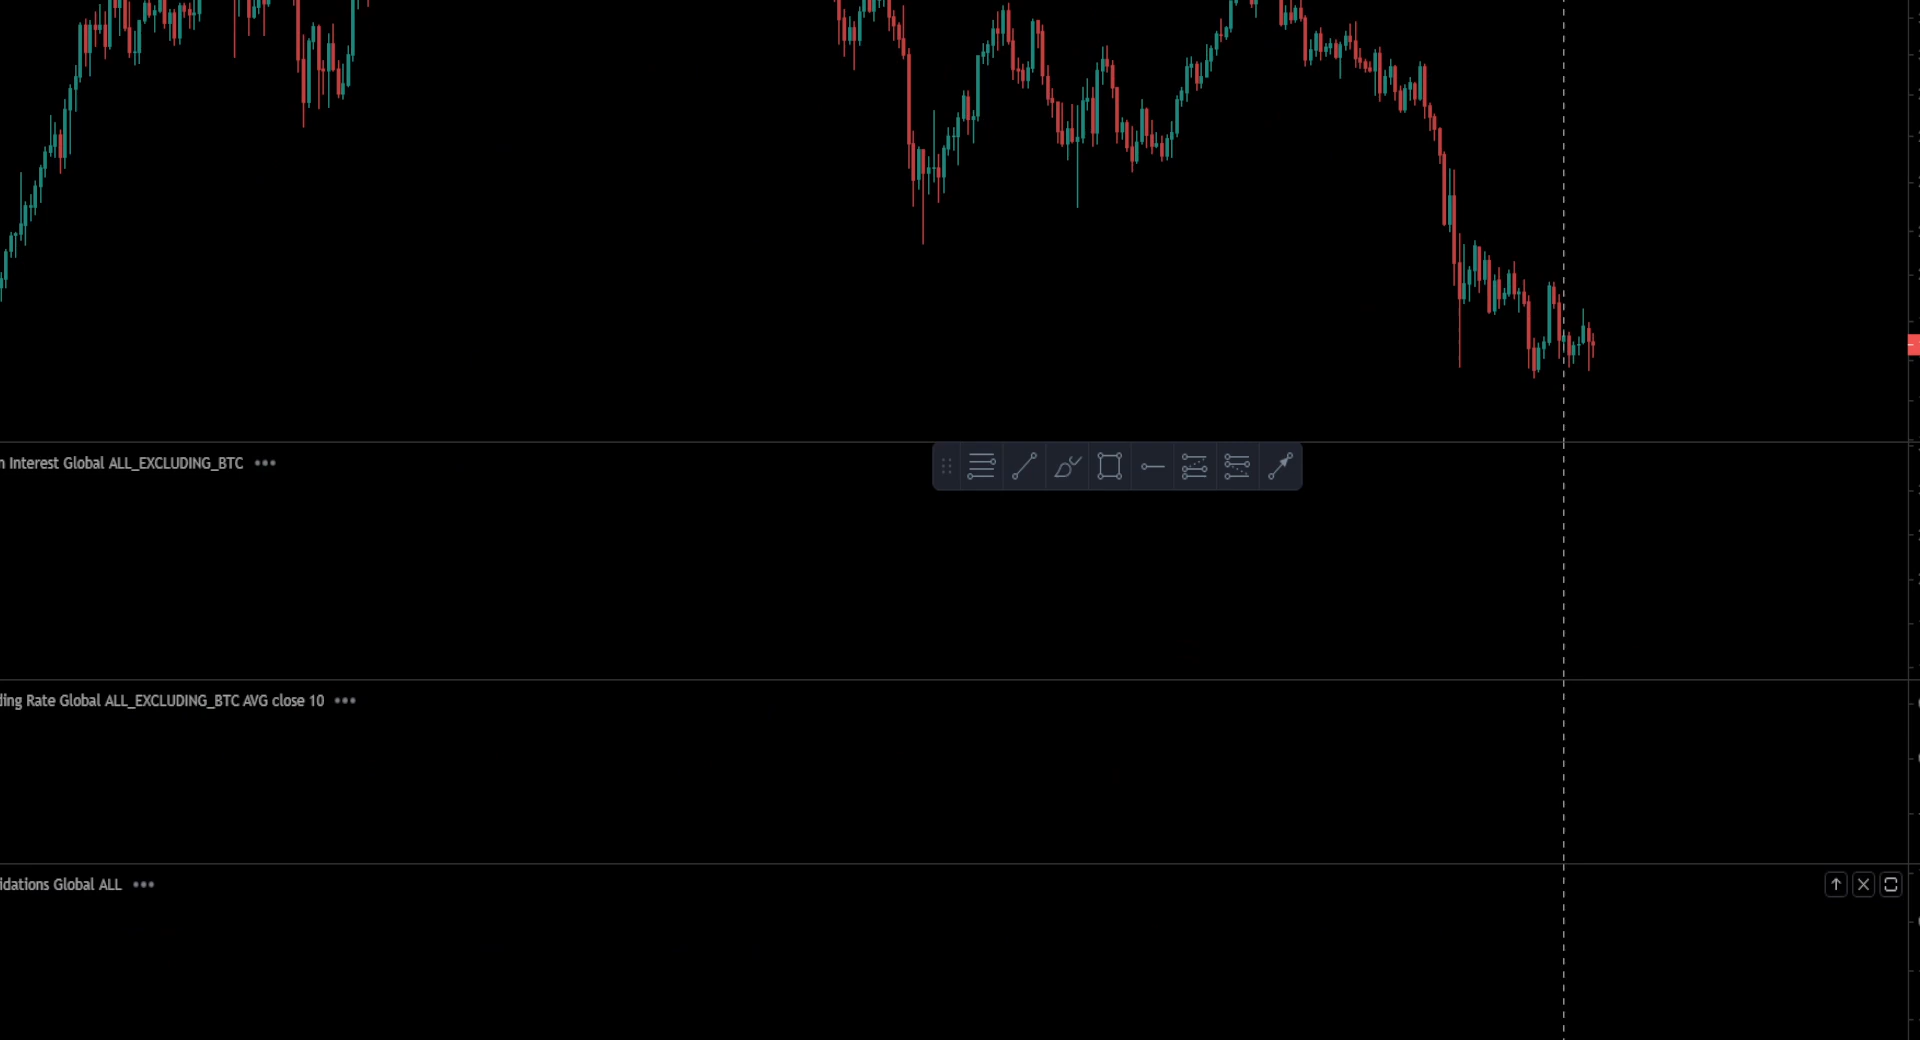 n Interest Global ALL_EXCLUDING_BTC
ding Rate Global ALL_EXCLUDING_BTC AVG close 10
idations Global ALL